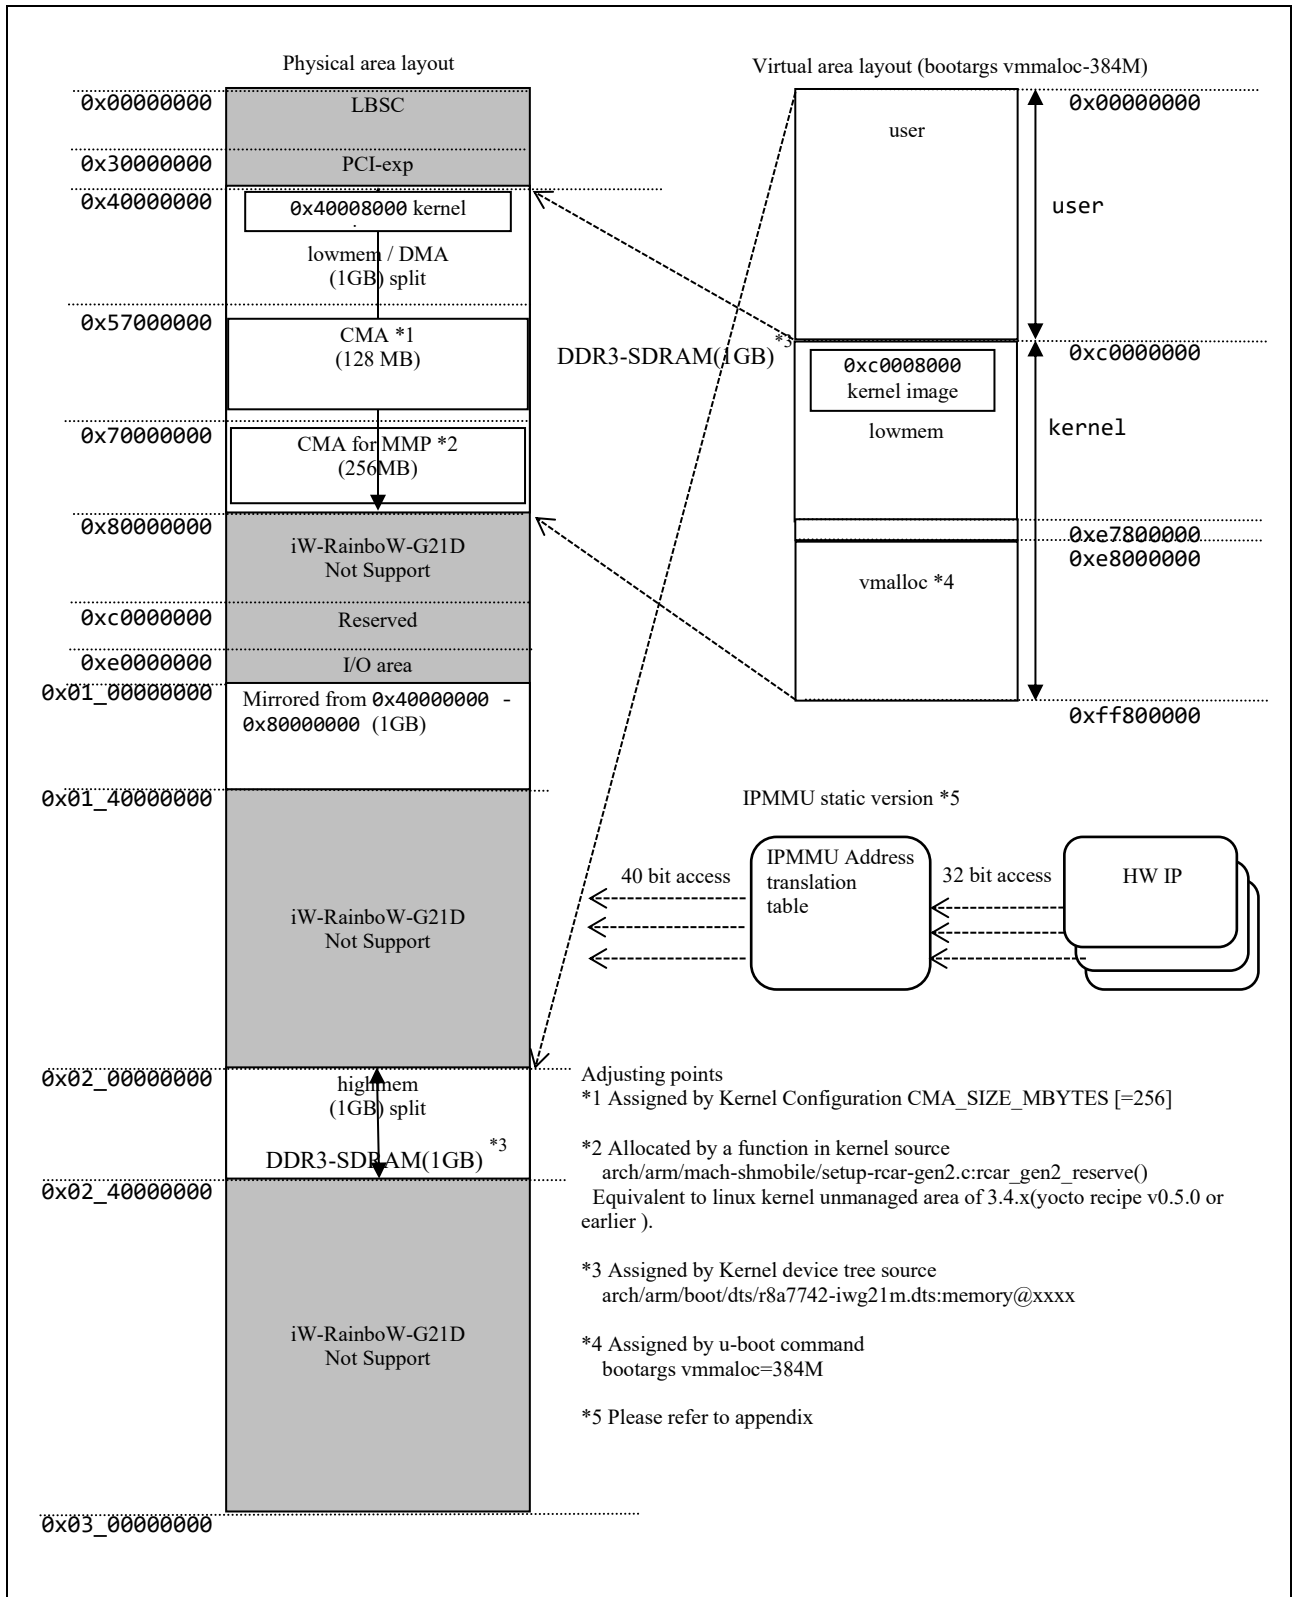 Physical area layout
0x00000000
LBSC
0x30000000
PCI-exp
0x40000000
0x40008000 kernel
lowmem / DMA
(1GB) split
0x57000000
CMA *1
(128 MB)
0x70000000
CMA for MMP *2
(256MB)
0x80000000
iW-RainboW-G21D
Not Support
0xc0000000
Reserved
0xe0000000
I/O area
0x01_00000000
Mirrored from 0x40000000 -
0x80000000 (1GB)
0x01_40000000
iW-RainboW-G21D
Not Support
0x02_00000000
highmem
(1GB) split
DDR3-SDRAM(1GB) *3
0x02_40000000
iW-RainboW-G21D
Not Support
0x03_00000000
DDR3-SDRAM(1GB) *3
Virtual area layout (bootargs vmmaloc-384M)
0x00000000
user
user
0xc0000000
0xc0008000
kernel image
lowmem
kernel
0xe7800000
0xe8000000
vmalloc *4
0xff800000
IPMMU static version *5
40 bit access
IPMMU Address
translation
table
32 bit access
HW IP
Adjusting points
*1 Assigned by Kernel Configuration CMA_SIZE_MBYTES [=256]
*2 Allocated by a function in kernel source
arch/arm/mach-shmobile/setup-rcar-gen2.c:rcar_gen2_reserve()
Equivalent to linux kernel unmanaged area of 3.4.x(yocto recipe v0.5.0 or
earlier ).
*3 Assigned by Kernel device tree source
arch/arm/boot/dts/r8a7742-iwg21m.dts:memory@xxxx
*4 Assigned by u-boot command
bootargs vmmaloc=384M
*5 Please refer to appendix